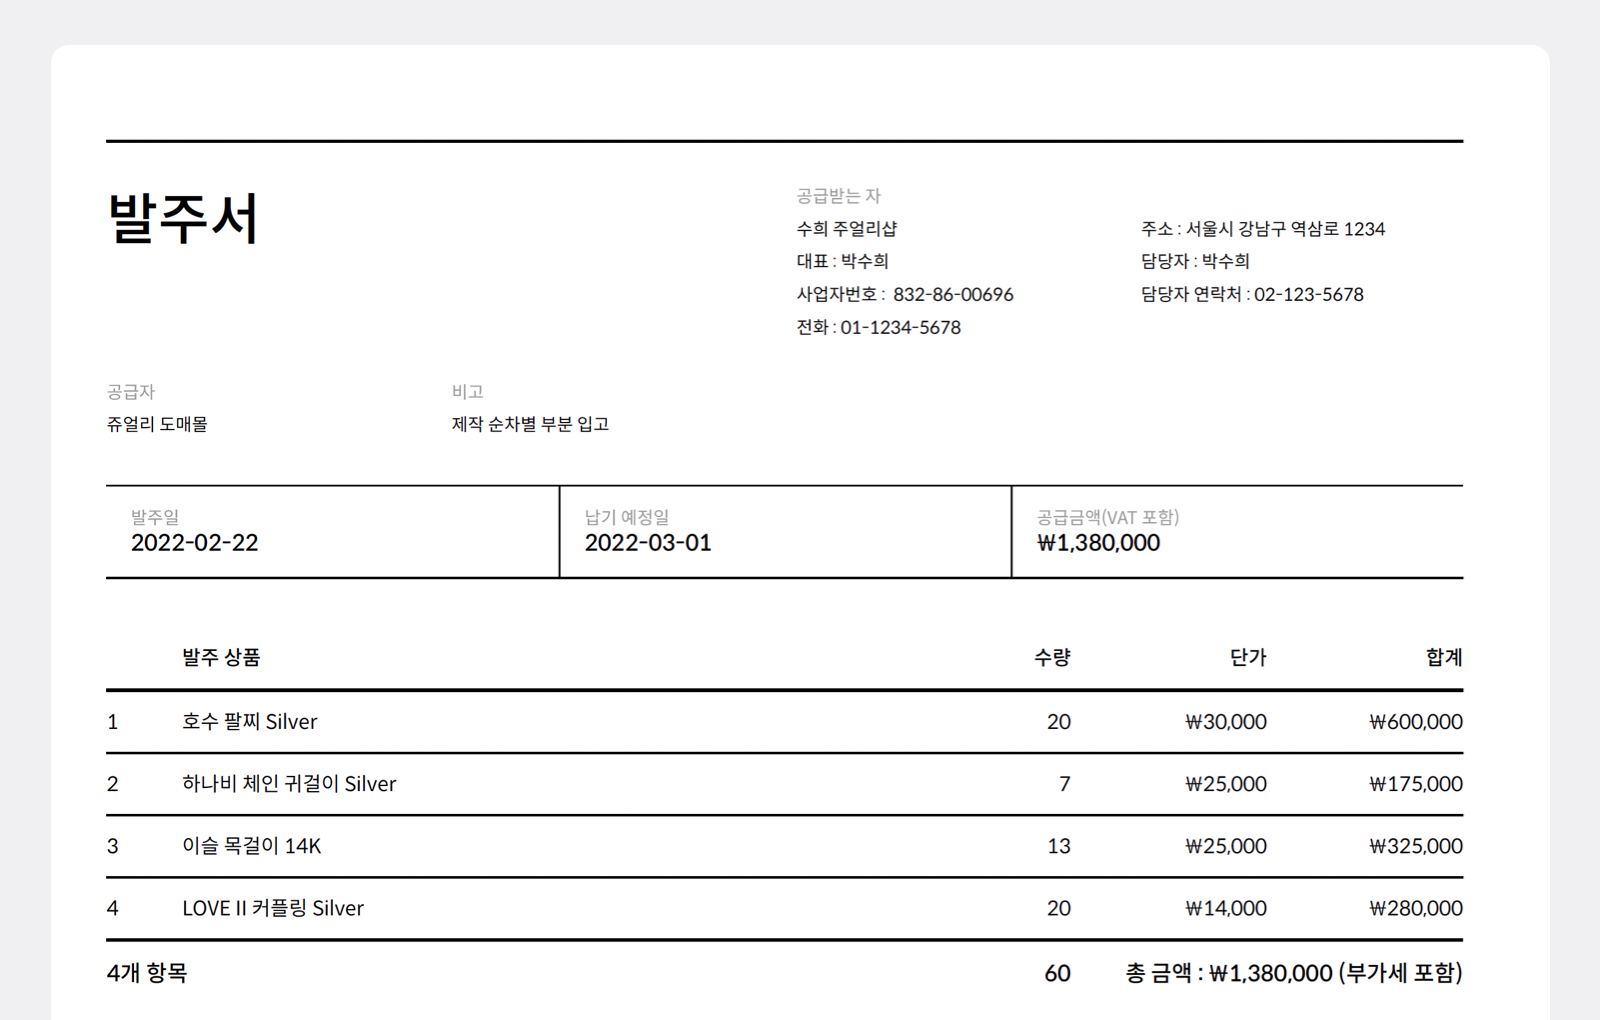 발주서
공급받는 자
수희 주얼리샵
대표 : 박수희
사업자번호 : 832-86-00696
전화 : 01-1234-5678
주소 : 서울시 강남구 역삼로 1234
담당자 : 박수희
담당자 연락처 : 02-123-5678
공급자
쥬얼리 도매몰
비고
제작 순차별 부분 입고
발주일
2022-02-22
납기 예정일
2022-03-01
공급금액(VAT 포함)
₩1,380,000
발주 상품 수량 단가 합계
1 호수 팔찌 Silver 20 ₩30,000 ₩600,000
2 하나비 체인 귀걸이 Silver 7 ₩25,000 ₩175,000
3 이슬 목걸이 14K 13 ₩25,000 ₩325,000
4 LOVE II 커플링 Silver 20 ₩14,000 ₩280,000
4개 항목 60 총 금액 : ₩1,380,000 (부가세 포함)